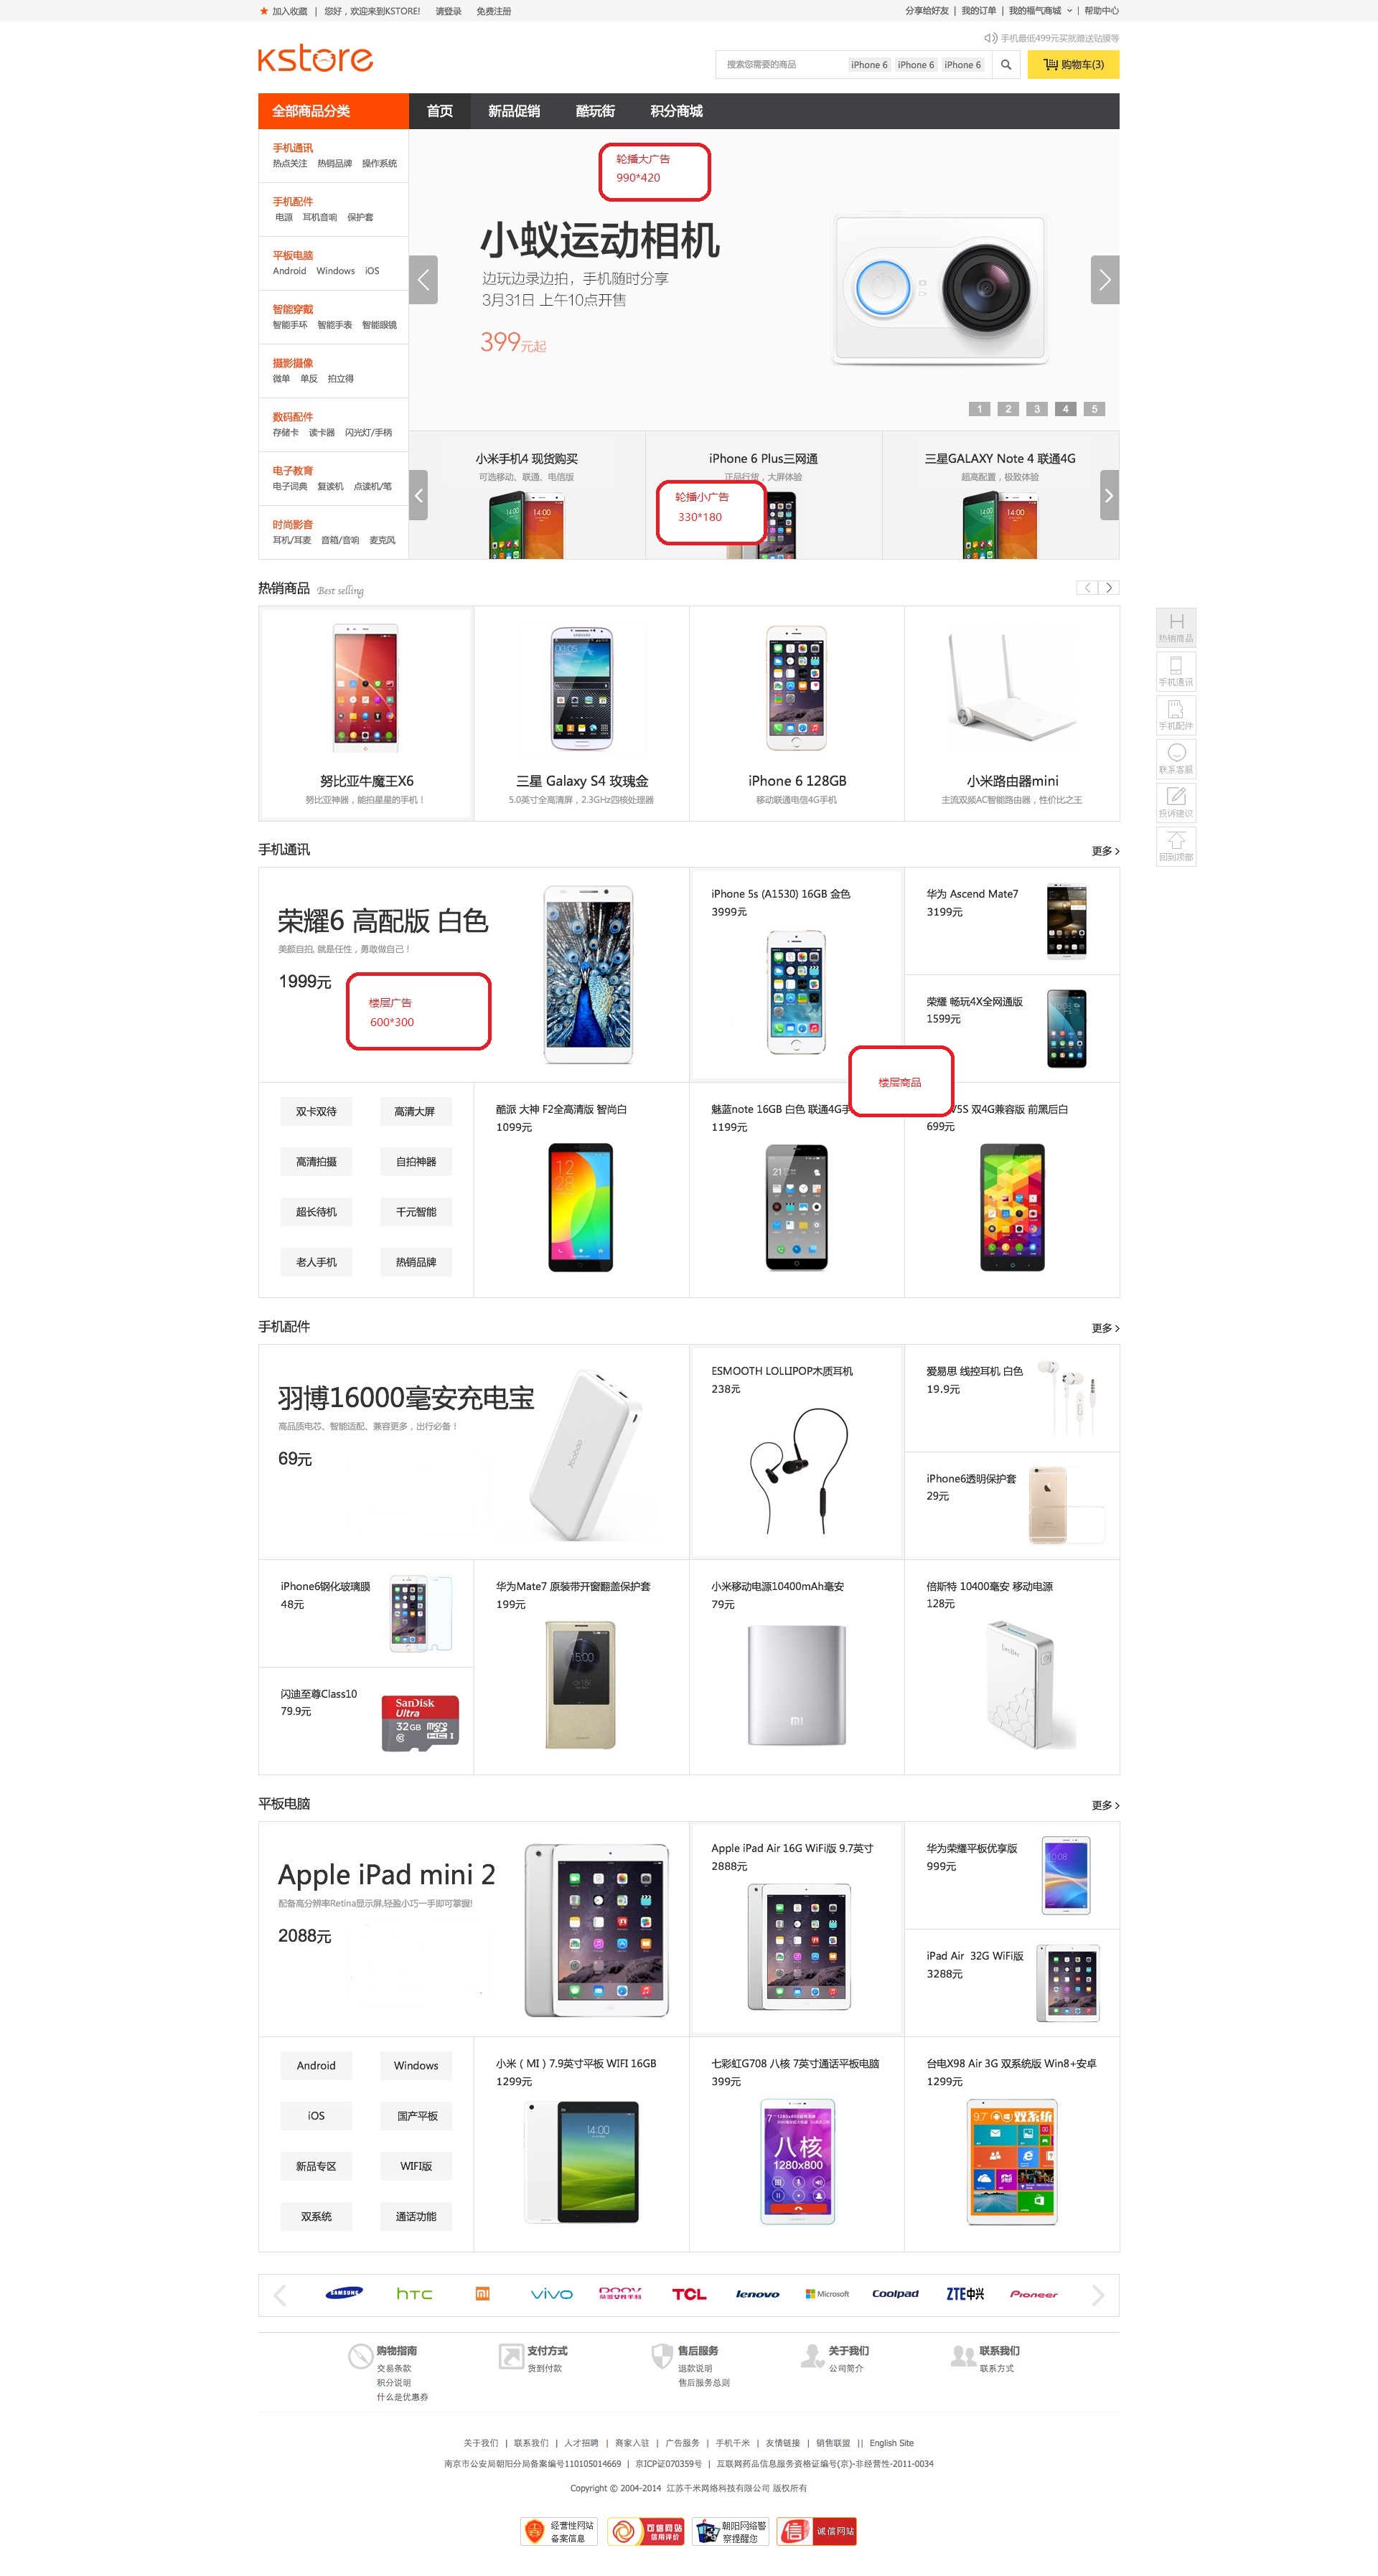 加入收藏 | 您好，欢迎来到KSTORE! 请登录 免费注册
分享给好友 | 我的订单 | 我的福气商城 | 帮助中心
手机最低499元买就赠送贴膜等
kstore
搜索您需要的商品 iPhone 6 iPhone 6 iPhone 6
购物车(3)
全部商品分类 首页 新品促销 酷玩街 积分商城
手机通讯
热点关注 热销品牌 操作系统
手机配件
电源 耳机音响 保护套
平板电脑
Android Windows iOS
智能穿戴
智能手环 智能手表 智能眼镜
摄影摄像
微单 单反 拍立得
数码配件
存储卡 读卡器 闪光灯/手柄
电子教育
电子词典 复读机 点读机/笔
时尚影音
耳机/耳麦 音箱/音响 麦克风
轮播大广告
990*420
小蚁运动相机
边玩边录边拍，手机随时分享
3月31日 上午10点开售
399元起
1 2 3 4 5
小米手机4 现货购买
可选移动、联通、电信版
iPhone 6 Plus三网通
正品行货，大屏体验
三星GALAXY Note 4 联通4G
超高配置，极致体验
轮播小广告
330*180
热销商品 Best selling
努比亚牛魔王X6
努比亚神器，能拍星星的手机！
三星 Galaxy S4 玫瑰金
5.0英寸全高清屏，2.3GHz四核处理器
iPhone 6 128GB
移动联通电信4G手机
小米路由器mini
主流双频AC智能路由器，性价比之王
热销商品
手机通讯
手机配件
联系客服
投诉建议
回到顶部
手机通讯 更多
荣耀6 高配版 白色
美颜自拍, 就是任性，勇敢做自己！
1999元
楼层广告
600*300
iPhone 5s (A1530) 16GB 金色
3999元
华为 Ascend Mate7
3199元
荣耀 畅玩4X全网通版
1599元
楼层商品
双卡双待 高清大屏
高清拍摄 自拍神器
超长待机 千元智能
老人手机 热销品牌
酷派 大神 F2全高清版 智尚白
1099元
魅蓝note 16GB 白色 联通4G手
1199元
V5S 双4G兼容版 前黑后白
699元
手机配件 更多
羽博16000毫安充电宝
高品质电芯、智能适配、兼容更多，出行必备！
69元
Yoobao
ESMOOTH LOLLIPOP木质耳机
238元
爱易思 线控耳机 白色
19.9元
iPhone6透明保护套
29元
iPhone6钢化玻璃膜
48元
闪迪至尊Class10
79.9元
SanDisk
Ultra
32GB micro HC I
华为Mate7 原装带开窗翻盖保护套
199元
15:00
小米移动电源10400mAh毫安
79元
倍斯特 10400毫安 移动电源
128元
平板电脑 更多
Apple iPad mini 2
配备高分辨率Retina显示屏,轻盈小巧一手即可掌握!
2088元
Apple iPad Air 16G WiFi版 9.7英寸
2888元
华为荣耀平板优享版
999元
iPad Air 32G WiFi版
3288元
Android Windows
iOS 国产平板
新品专区 WIFI版
双系统 通话功能
小米（MI）7.9英寸平板 WIFI 16GB
1299元
14:00
七彩虹G708 八核 7英寸通话平板电脑
399元
八核
1280x800
台电X98 Air 3G 双系统版 Win8+安卓
1299元
9.7" 双系统
SAMSUNG hTC mi vivo DOOV 朵唯女性手机 TCL lenovo Microsoft Coolpad ZTE中兴 Pioneer
购物指南
交易条款
积分说明
什么是优惠券
支付方式
货到付款
售后服务
退款说明
售后服务总则
关于我们
公司简介
联系我们
联系方式
关于我们 | 联系我们 | 人才招聘 | 商家入驻 | 广告服务 | 手机千米 | 友情链接 | 销售联盟 || English Site
南京市公安局朝阳分局备案编号110105014669 | 京ICP证070359号 | 互联网药品信息服务资格证编号(京)-非经营性-2011-0034
Copyright © 2004-2014 江苏千米网络科技有限公司 版权所有
经营性网站
备案信息
可信网站
信用评价
朝阳网络警
察提醒您
诚信网站